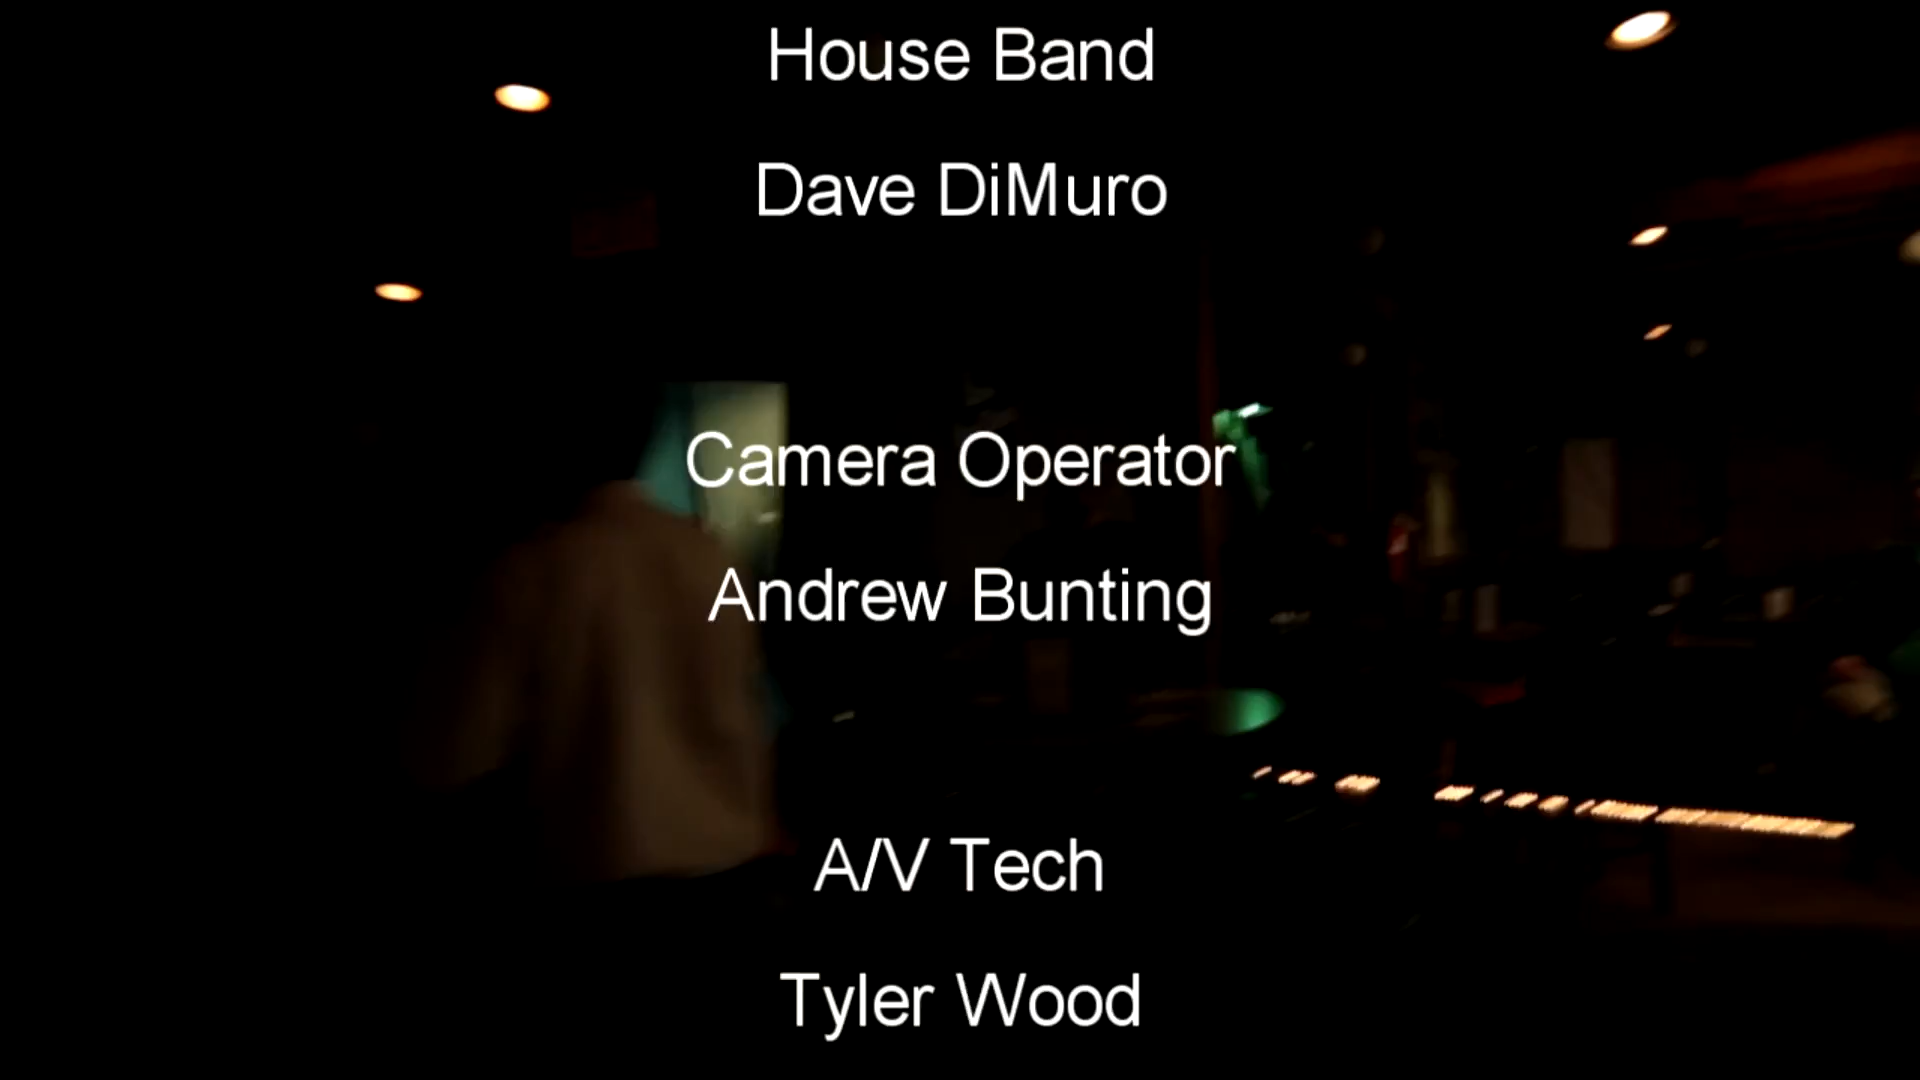 House Band
Dave DiMuro
Camera Operator
Andrew Bunting
A/V Tech
Tyler Wood